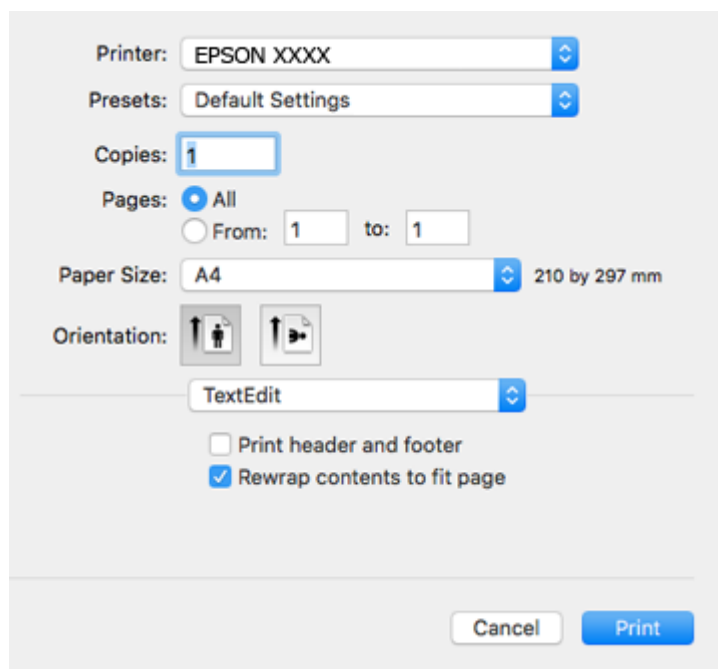 Printer: EPSON XXXX
Presets: Default Settings
Copies: 1
Pages: All
From: 1 to: 1
Paper Size: A4 210 by 297 mm
Orientation:
TextEdit
Print header and footer
Rewrap contents to fit page
Cancel Print